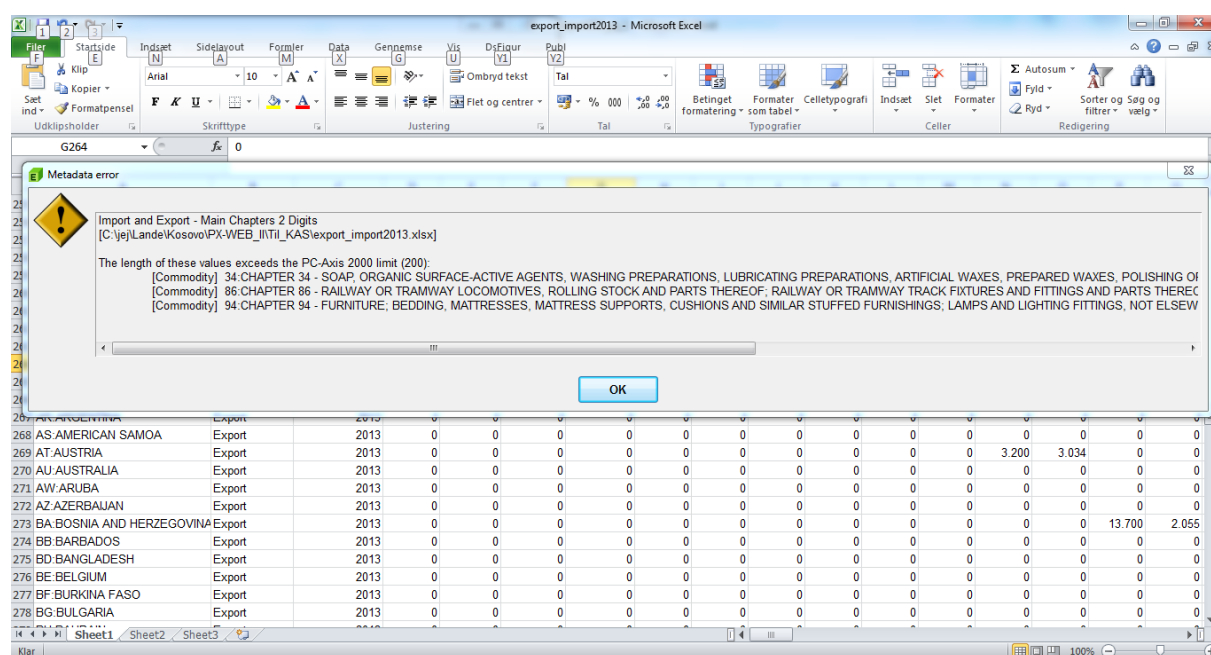 export_import2013 - Microsoft Excel
1 2 3
Filer Startside Indsæt Sidelayout Formler Data Gennemse Vis DsFigur Publ
F E N A M X G U Y1 Y2
Klip
Kopier
Formatpensel
Sæt ind
Udklipsholder
Arial 10
F K U
Skrifttype
Ombryd tekst
Flet og centrer
Justering
Tal
% 000
Tal
Betinget formatering
Formater som tabel
Celletypografi
Typografier
Indsæt Slet Formater
Celler
Σ Autosum
Fyld
Ryd
Sorter og filtrer
Søg og vælg
Redigering
G264 fx 0
Metadata error
Import and Export - Main Chapters 2 Digits
[C:\jej\Lande\Kosovo\PX-WEB_II\Til_KAS\export_import2013.xlsx]
The length of these values exceeds the PC-Axis 2000 limit (200):
[Commodity] 34:CHAPTER 34 - SOAP, ORGANIC SURFACE-ACTIVE AGENTS, WASHING PREPARATIONS, LUBRICATING PREPARATIONS, ARTIFICIAL WAXES, PREPARED WAXES, POLISHING
[Commodity] 86:CHAPTER 86 - RAILWAY OR TRAMWAY LOCOMOTIVES, ROLLING STOCK AND PARTS THEREOF; RAILWAY OR TRAMWAY TRACK FIXTURES AND FITTINGS AND PARTS THEREO
[Commodity] 94:CHAPTER 94 - FURNITURE; BEDDING, MATTRESSES, MATTRESS SUPPORTS, CUSHIONS AND SIMILAR STUFFED FURNISHINGS; LAMPS AND LIGHTING FITTINGS, NOT ELSEW
OK
268 AS:AMERICAN SAMOA Export 2013 0 0 0 0 0 0 0 0 0 0 0 0 0 0
269 AT:AUSTRIA Export 2013 0 0 0 0 0 0 0 0 0 0 3.200 3.034 0 0
270 AU:AUSTRALIA Export 2013 0 0 0 0 0 0 0 0 0 0 0 0 0 0
271 AW:ARUBA Export 2013 0 0 0 0 0 0 0 0 0 0 0 0 0 0
272 AZ:AZERBAIJAN Export 2013 0 0 0 0 0 0 0 0 0 0 0 0 0 0
273 BA:BOSNIA AND HERZEGOVINA Export 2013 0 0 0 0 0 0 0 0 0 0 0 0 13.700 2.055
274 BB:BARBADOS Export 2013 0 0 0 0 0 0 0 0 0 0 0 0 0 0
275 BD:BANGLADESH Export 2013 0 0 0 0 0 0 0 0 0 0 0 0 0 0
276 BE:BELGIUM Export 2013 0 0 0 0 0 0 0 0 0 0 0 0 0 0
277 BF:BURKINA FASO Export 2013 0 0 0 0 0 0 0 0 0 0 0 0 0 0
278 BG:BULGARIA Export 2013 0 0 0 0 0 0 0 0 0 0 0 0 0 0
Sheet1 Sheet2 Sheet3
Klar 100%